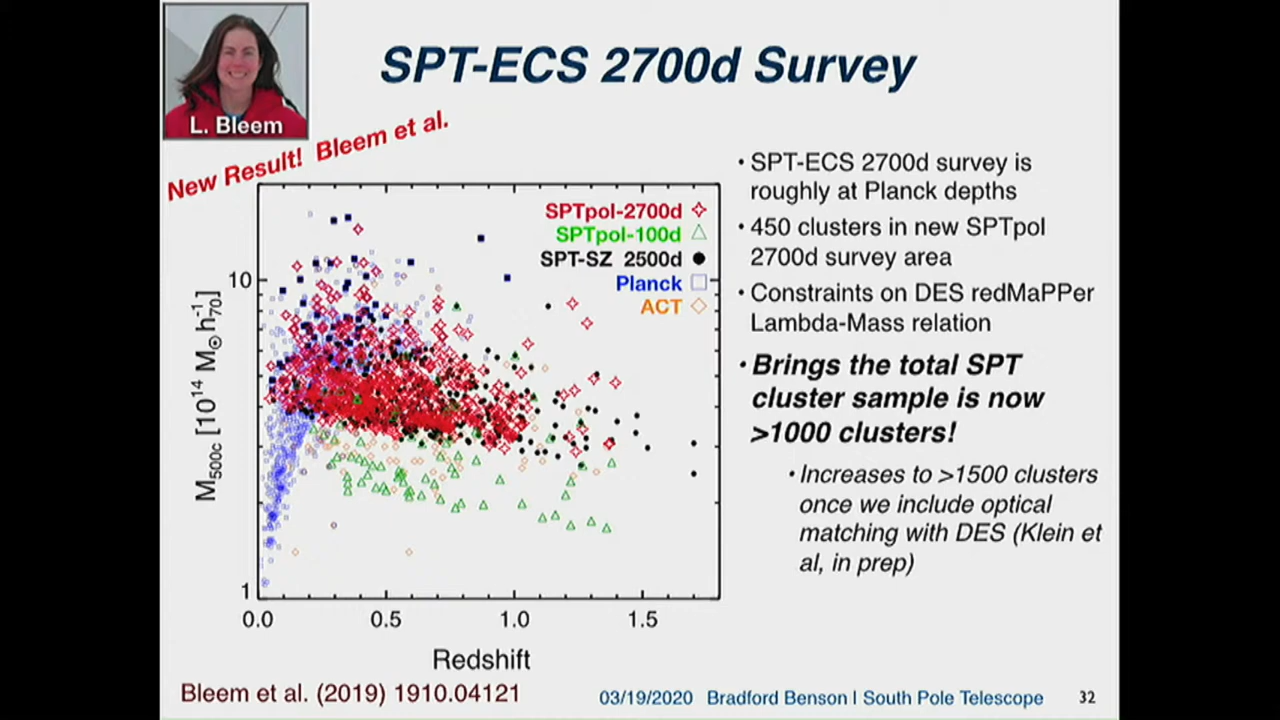 SPT-ECS 2700d Survey
L. Bleem
New Result! Bleem et al.
SPTpol-2700d
SPTpol-100d
SPT-SZ 2500d
Planck
ACT
10
1
M500c [10^14 M⊙ h70^-1]
0.0 0.5 1.0 1.5
Redshift
• SPT-ECS 2700d survey is
roughly at Planck depths
• 450 clusters in new SPTpol
2700d survey area
• Constraints on DES redMaPPer
Lambda-Mass relation
• Brings the total SPT
cluster sample is now
>1000 clusters!
• Increases to >1500 clusters
once we include optical
matching with DES (Klein et
al, in prep)
Bleem et al. (2019) 1910.04121
03/19/2020 Bradford Benson | South Pole Telescope 32